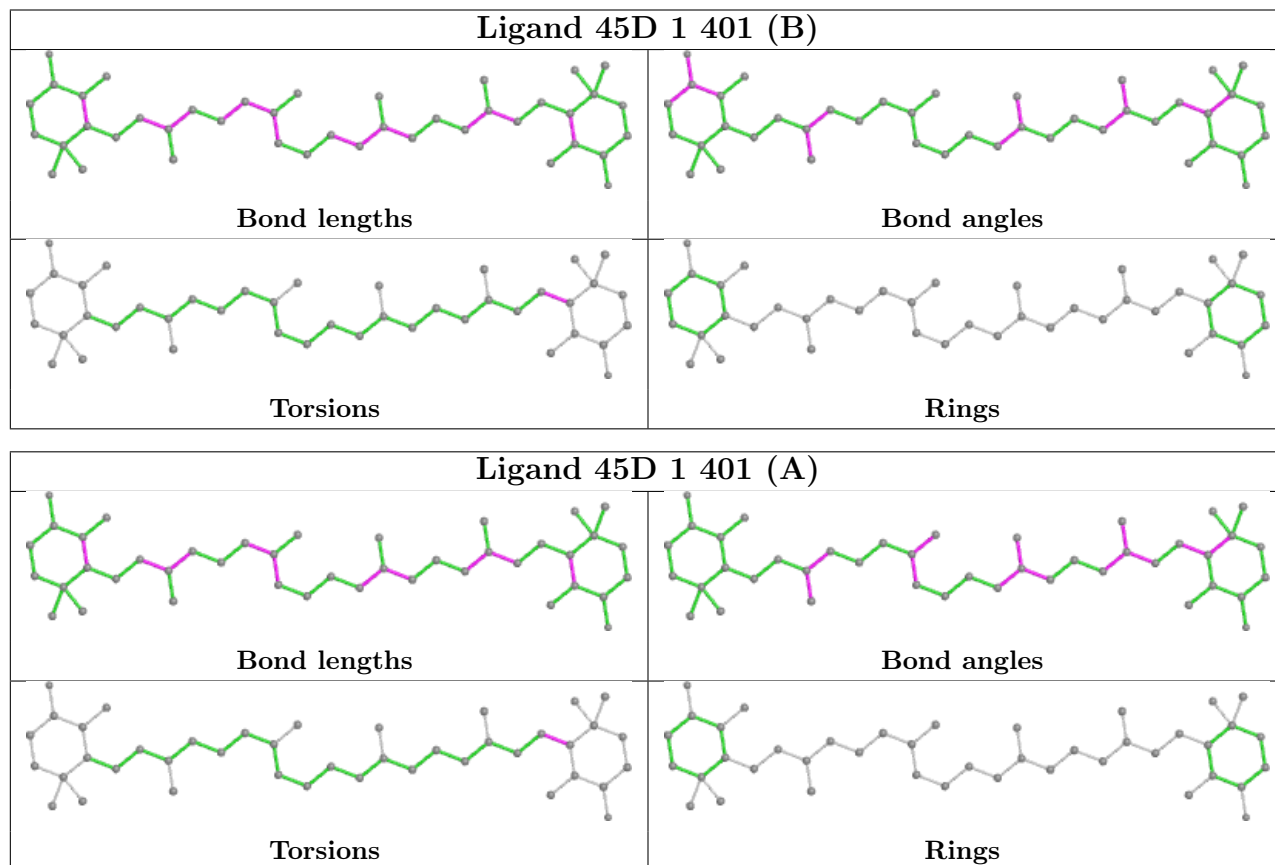 Ligand 45D 1 401 (B)
Bond lengths
Bond angles
Torsions
Rings
Ligand 45D 1 401 (A)
Bond lengths
Bond angles
Torsions
Rings